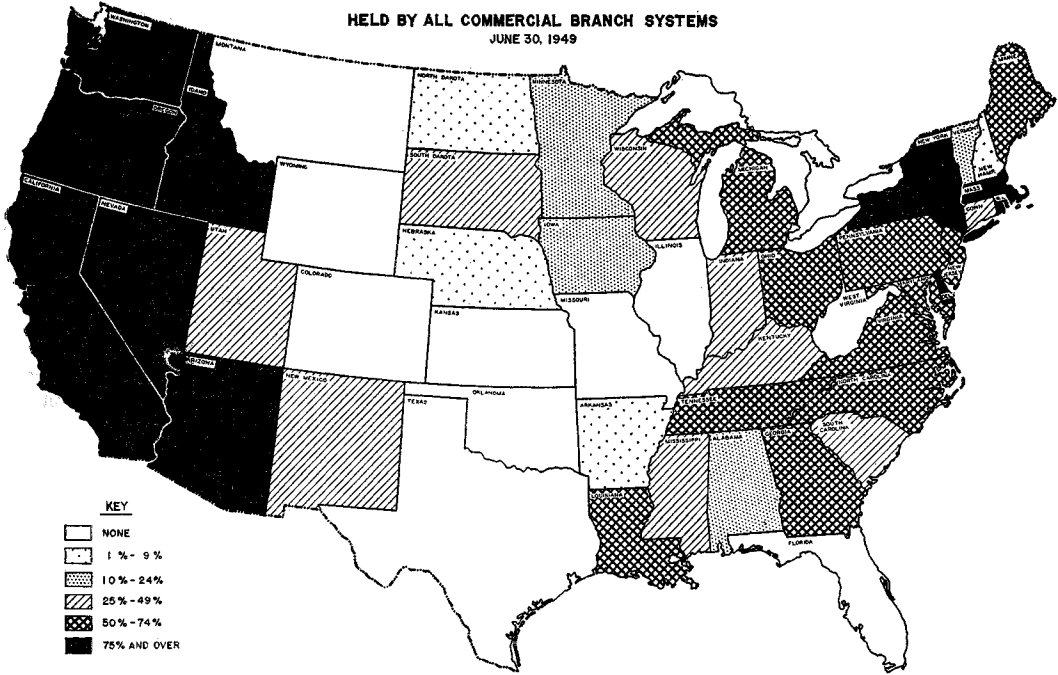 HELD BY ALL COMMERCIAL BRANCH SYSTEMS
JUNE 30, 1949
WASHINGTON
MONTANA
NORTH DAKOTA
MINNESOTA
MAINE
IDAHO
OREGON
NEW YORK
VERMONT
WISCONSIN
SOUTH DAKOTA
MICHIGAN
NEW
HAMP.
WYOMING
MASS.
CALIFORNIA
NEVADA
CONN.
R.I.
IOWA
UTAH
NEBRASKA
PENNSYLVANIA
ILLINOIS
INDIANA
OHIO
COLORADO
MISSOURI
WEST
VIRGINIA
KANSAS
VIRGINIA
KENTUCKY
ARIZONA
NEW MEXICO
NORTH CAROLINA
OKLAHOMA
TEXAS
TENNESSEE
ARKANSAS
SOUTH
CAROLINA
MISSISSIPPI
ALABAMA
GEORGIA
LOUISIANA
FLORIDA
KEY
NONE
1% - 9%
10% - 24%
25% - 49%
50% - 74%
75% AND OVER